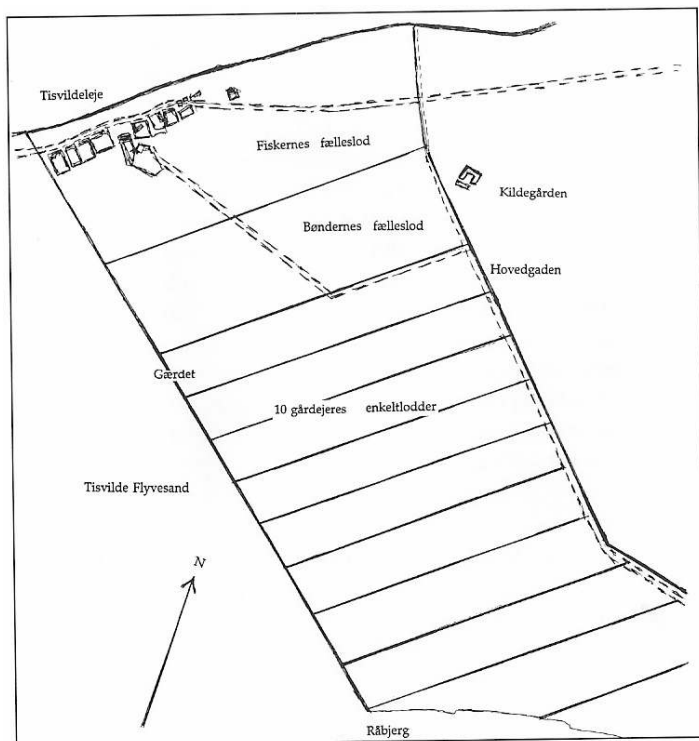 Tisvildeleje
Fiskernes fælleslod
Kildegården
Bøndernes fælleslod
Hovedgaden
Gærdet
10 gårdejeres enkeltlodder
Tisvilde Flyvesand
N
Råbjerg